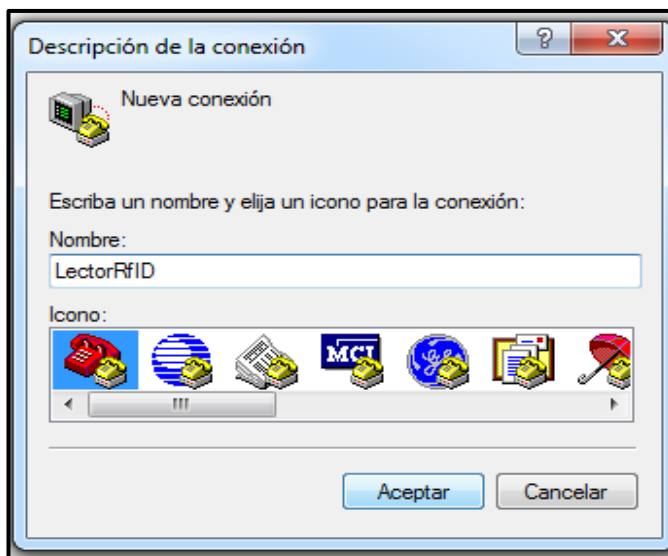 Descripción de la conexión
Nueva conexión
Escriba un nombre y elija un icono para la conexión:
Nombre:
LectorRfID
Icono:
MCI
Aceptar
Cancelar